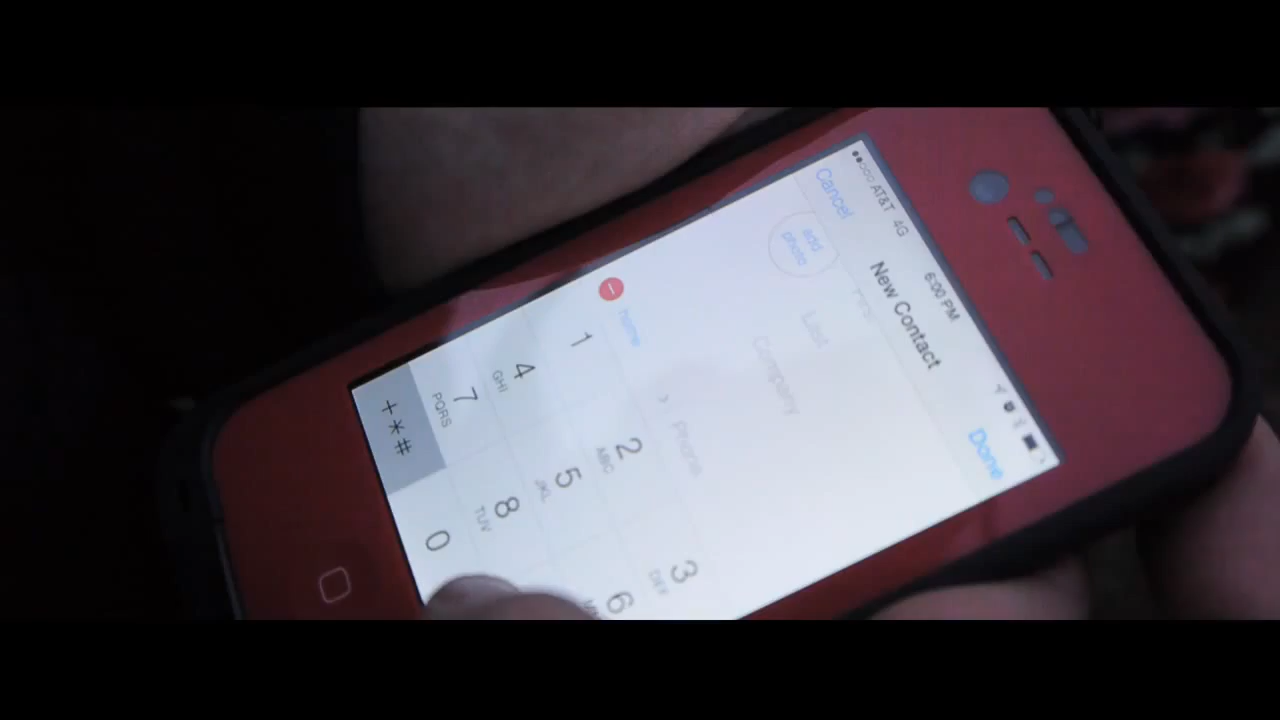 AT&T 4G 6:00 PM
Cancel New Contact Done
add
photo
First
Last
Company
home Phone
1
2
ABC
3
DEF
4
GHI
5
JKL
6
7
PQRS
8
TUV
+*#
0